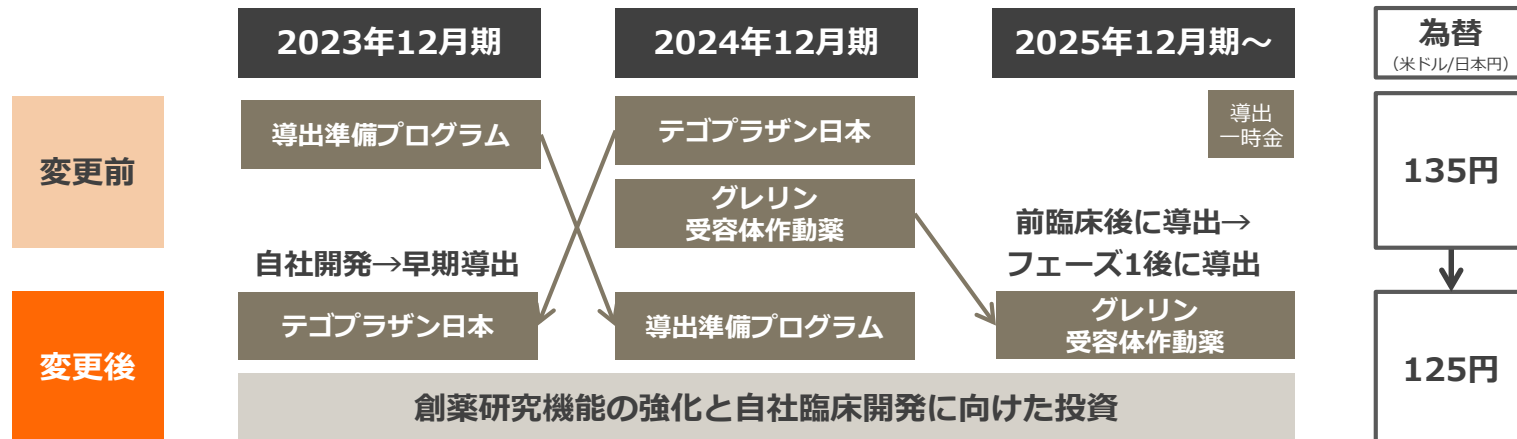 2023年12月期
2024年12月期
2025年12月期～
為替
（米ドル/日本円）
変更前
導出準備プログラム
テゴプラザン日本
導出
一時金
135円
グレリン
受容体作動薬
自社開発→早期導出
前臨床後に導出→
フェーズ1後に導出
変更後
テゴプラザン日本
導出準備プログラム
グレリン
受容体作動薬
125円
創薬研究機能の強化と自社臨床開発に向けた投資